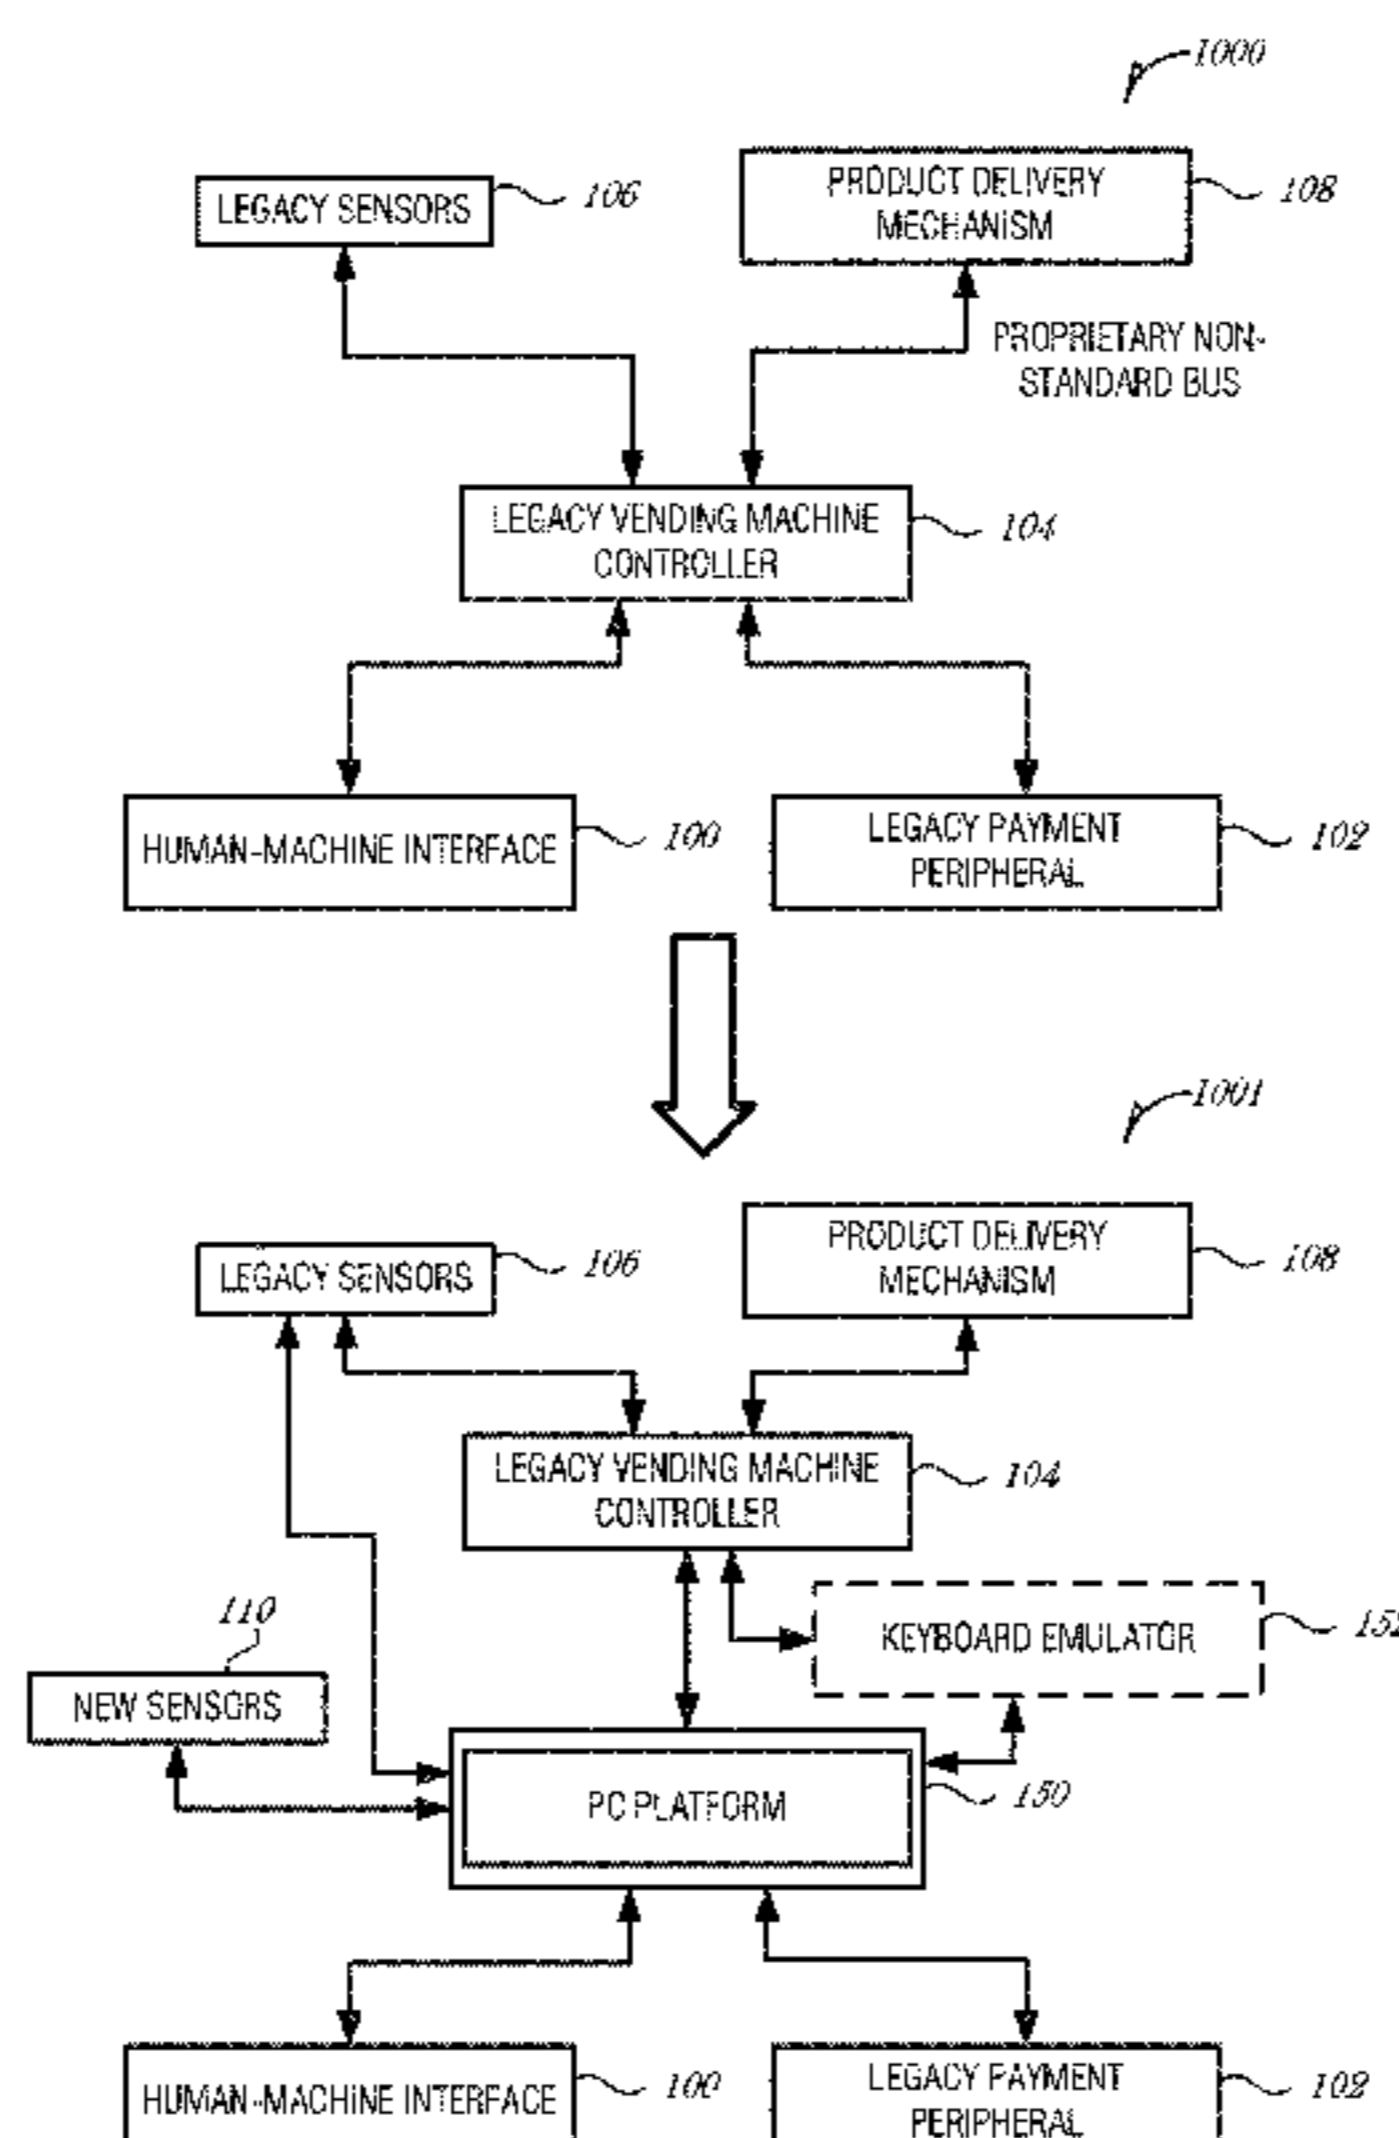 1000
LEGACY SENSORS
106
PRODUCT DELIVERY
MECHANISM
108
PROPRIETARY NON-
STANDARD BUS
LEGACY VENDING MACHINE
CONTROLLER
104
HUMAN-MACHINE INTERFACE
100
LEGACY PAYMENT
PERIPHERAL
102
1001
LEGACY SENSORS
106
PRODUCT DELIVERY
MECHANISM
108
LEGACY VENDING MACHINE
CONTROLLER
104
110
NEW SENSORS
KEYBOARD EMULATOR
PC PLATFORM
150
HUMAN-MACHINE INTERFACE
100
LEGACY PAYMENT
PERIPHERAL
102